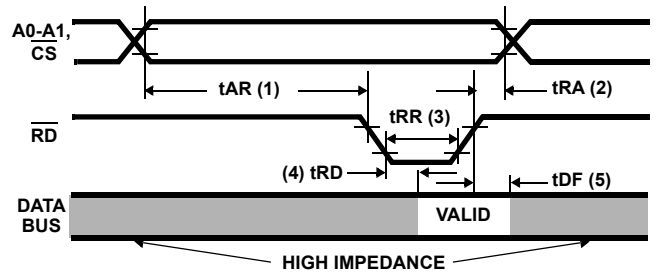 A0-A1,
CS
tAR (1)
tRA (2)
tRR (3)
RD
(4) tRD
tDF (5)
DATA
BUS
VALID
HIGH IMPEDANCE